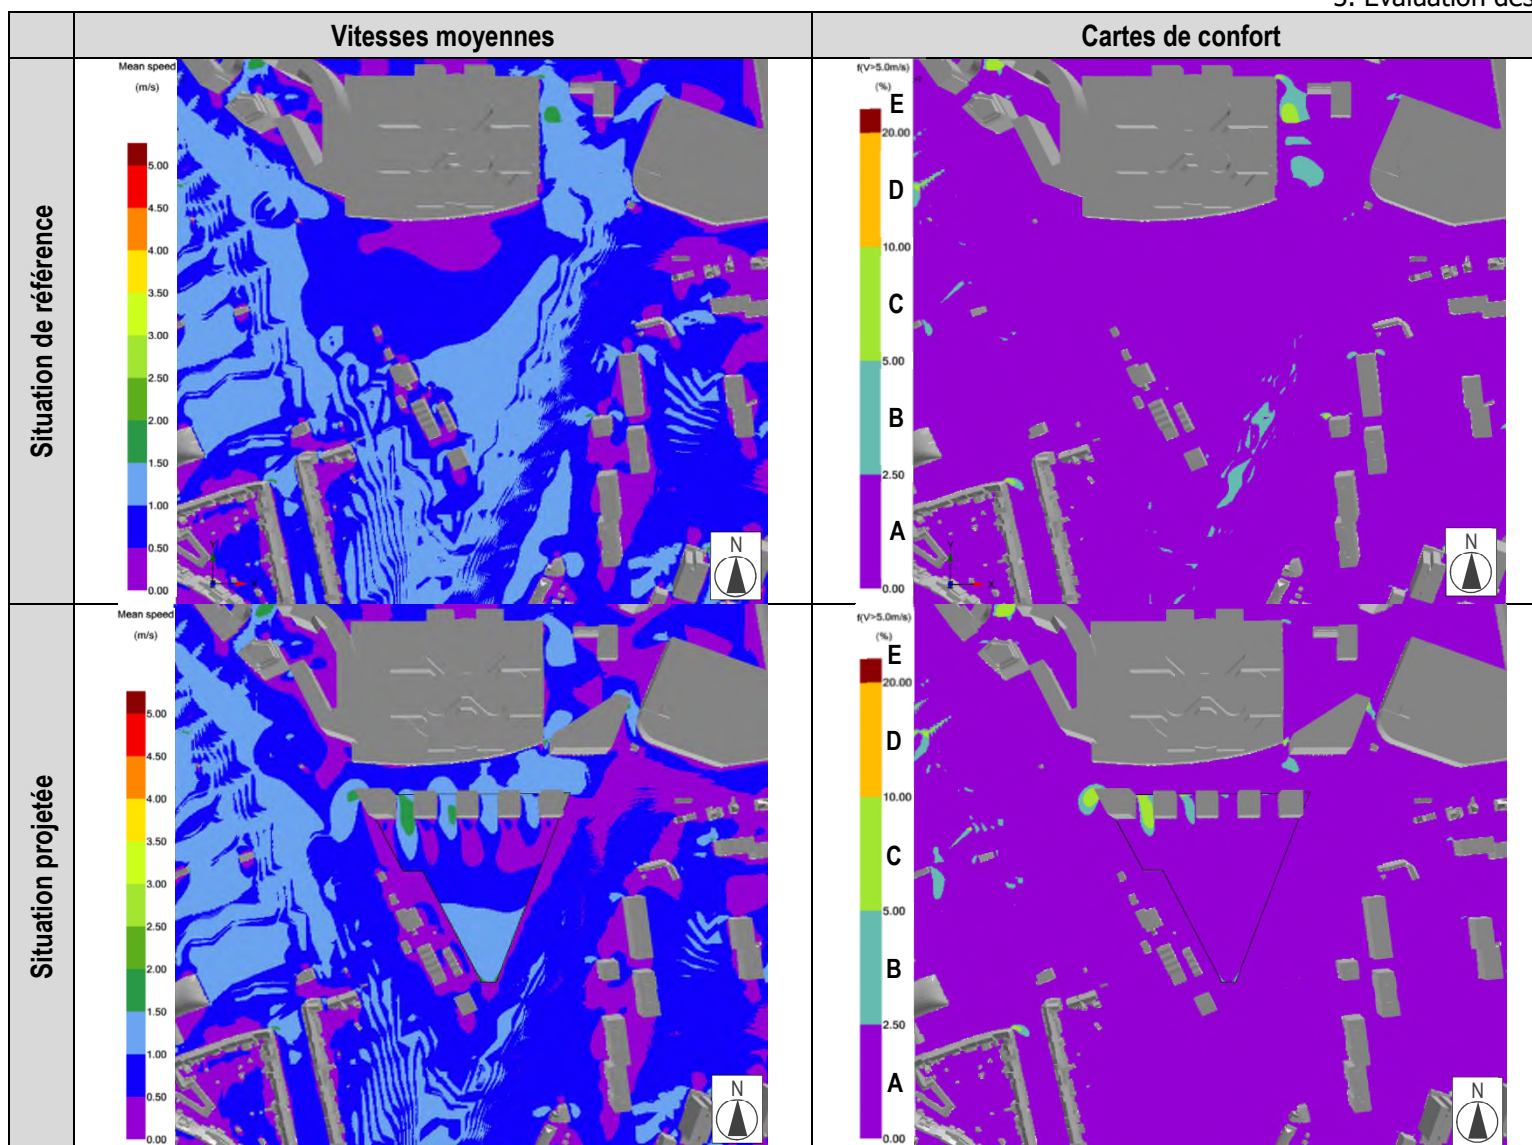 5. Évaluation des
Vitesses moyennes
Cartes de confort
Situation de référence
Mean speed
(m/s)
5.00
4.50
4.00
3.50
3.00
2.50
2.00
1.50
1.00
0.50
0.00
Y
X
N
f(V>5.0m/s)
(%)
E
20.00
D
10.00
C
5.00
B
2.50
A
0.00
X
N
Situation projetée
Mean speed
(m/s)
5.00
4.50
4.00
3.50
3.00
2.50
2.00
1.50
1.00
0.50
0.00
N
f(V>5.0m/s)
(%)
E
20.00
D
10.00
C
5.00
B
2.50
A
0.00
N